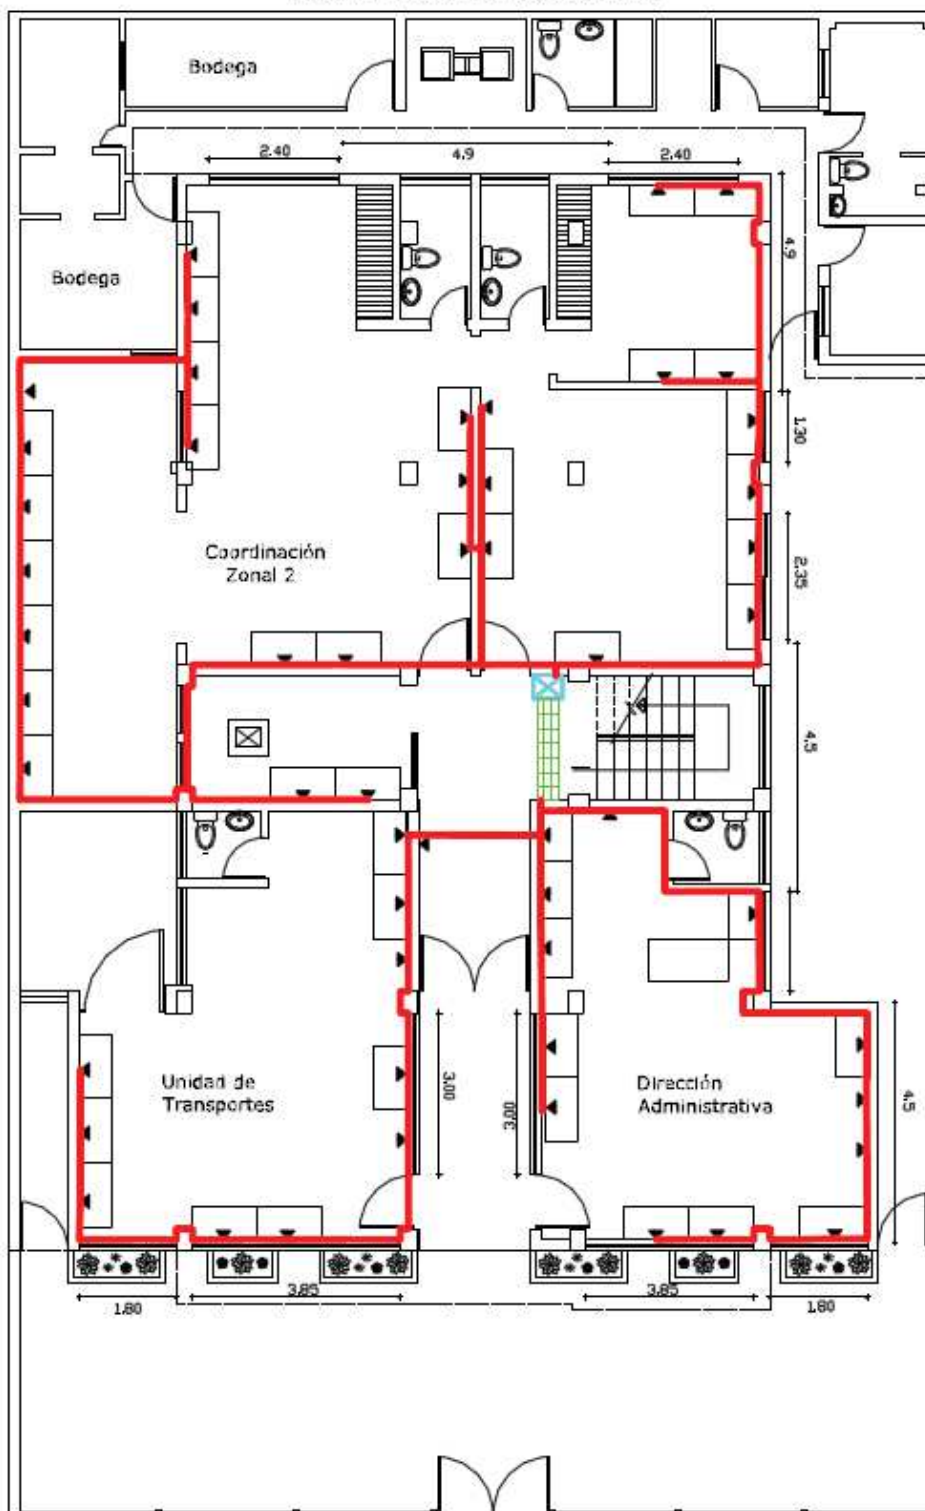 Bodega
2.40
4.9
2.40
4.9
Bodega
1.30
Coordinación
Zonal 2
2.35
4.5
Unidad de
Transportes
3.00
3.00
Dirección
Administrativa
4.5
1.80
3.85
3.85
1.80